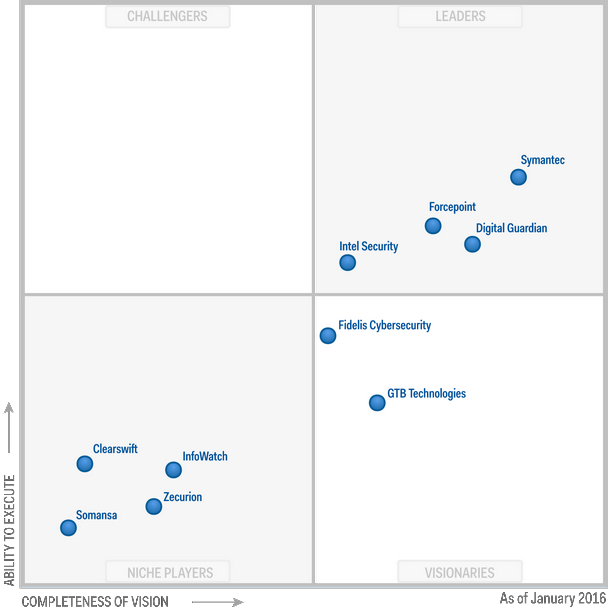 CHALLENGERS
LEADERS
Symantec
Forcepoint
Digital Guardian
Intel Security
Fidelis Cybersecurity
GTB Technologies
Clearswift
InfoWatch
Zecurion
Somansa
NICHE PLAYERS
VISIONARIES
ABILITY TO EXECUTE
COMPLETENESS OF VISION
As of January 2016